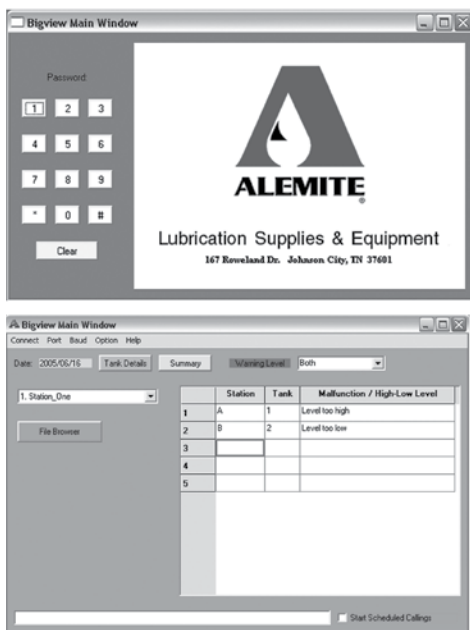 Bigview Main Window
Password:
1 2 3
4 5 6
7 8 9
* 0 #
Clear
ALEMITE®
Lubrication Supplies & Equipment
167 Roweland Dr. Johnson City, TN 37601
Bigview Main Window
Connect Port Baud Option Help
Date: 2005/06/16 Tank Details Summary Warning Level Both
1. Station_One
File Browser
Station Tank Malfunction / High-Low Level
1 A 1 Level too high
2 B 2 Level too low
3
4
5
Start Scheduled Callings